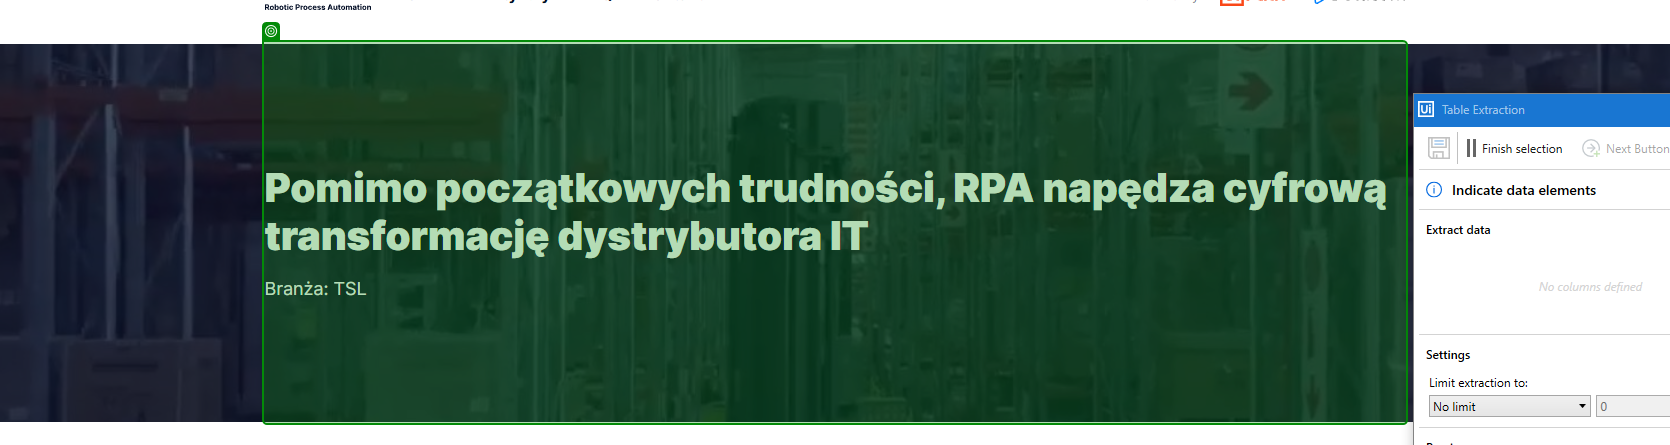 Robotic Process Automation
Pomimo początkowych trudności, RPA napędza cyfrową
transformację dystrybutora IT
Branża: TSL
Ui Table Extraction
Finish selection
Next Button
Indicate data elements
Extract data
No columns defined
Settings
Limit extraction to:
No limit
0